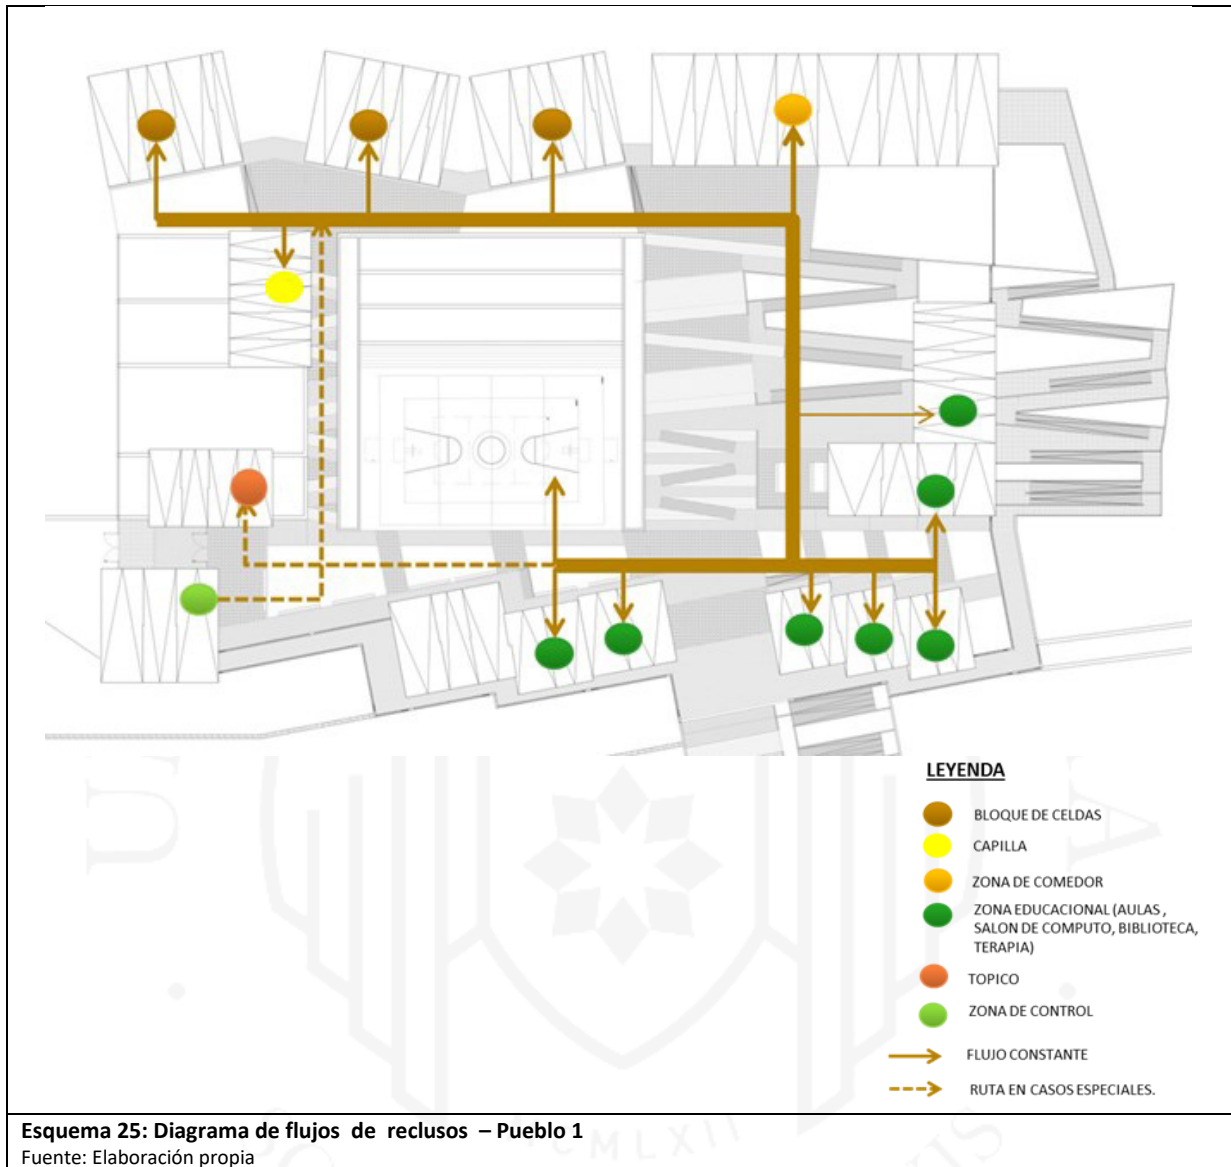 LEYENDA
BLOQUE DE CELDAS
CAPILLA
ZONA DE COMEDOR
ZONA EDUCACIONAL (AULAS ,
SALON DE COMPUTO, BIBLIOTECA,
TERAPIA)
TOPICO
ZONA DE CONTROL
FLUJO CONSTANTE
RUTA EN CASOS ESPECIALES.
Esquema 25: Diagrama de flujos de reclusos – Pueblo 1
Fuente: Elaboración propia